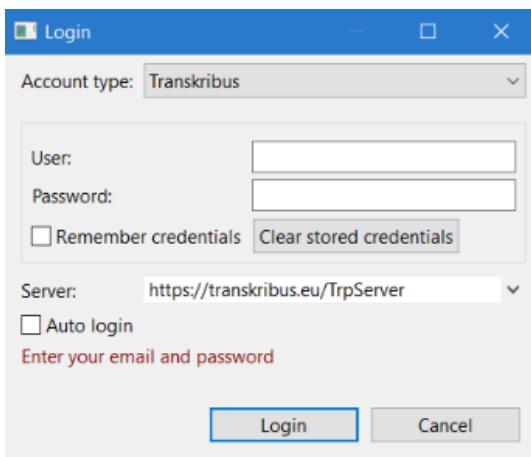 Login
Account type: Transkribus
User:
Password:
Remember credentials Clear stored credentials
Server: https://transkribus.eu/TrpServer
Auto login
Enter your email and password
Login Cancel